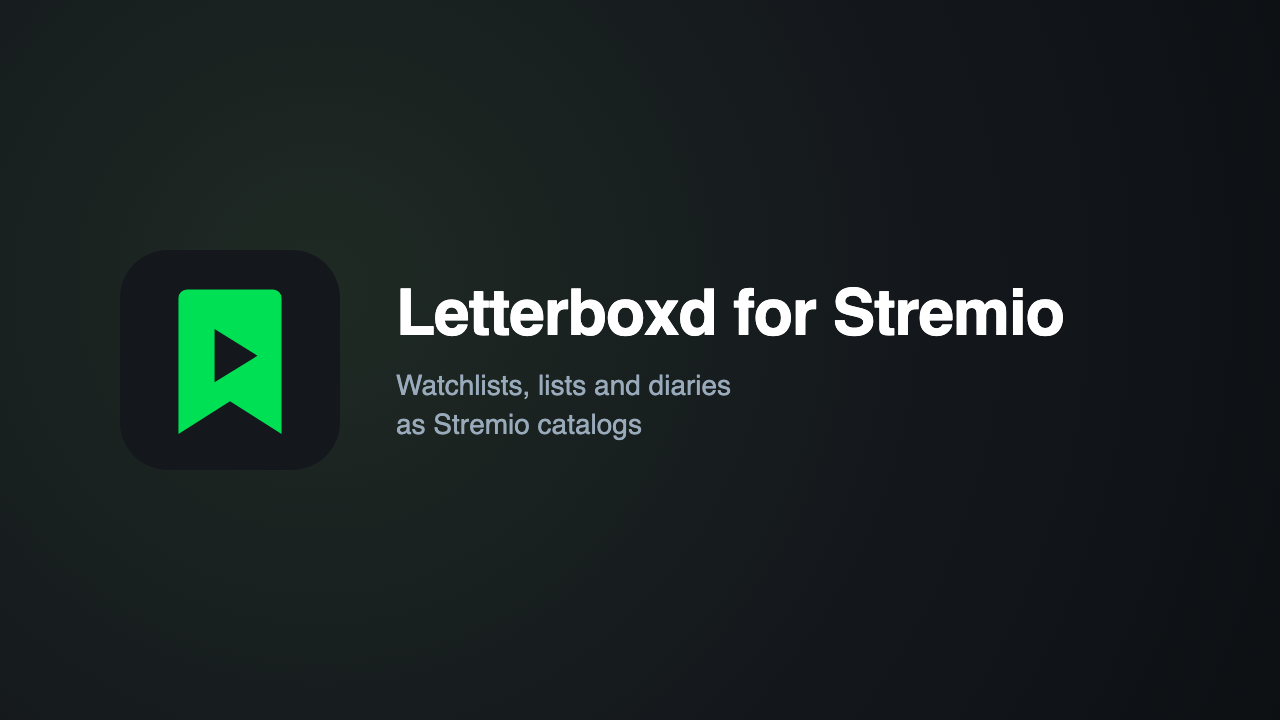 Letterboxd for Stremio
Watchlists, lists and diaries
as Stremio catalogs